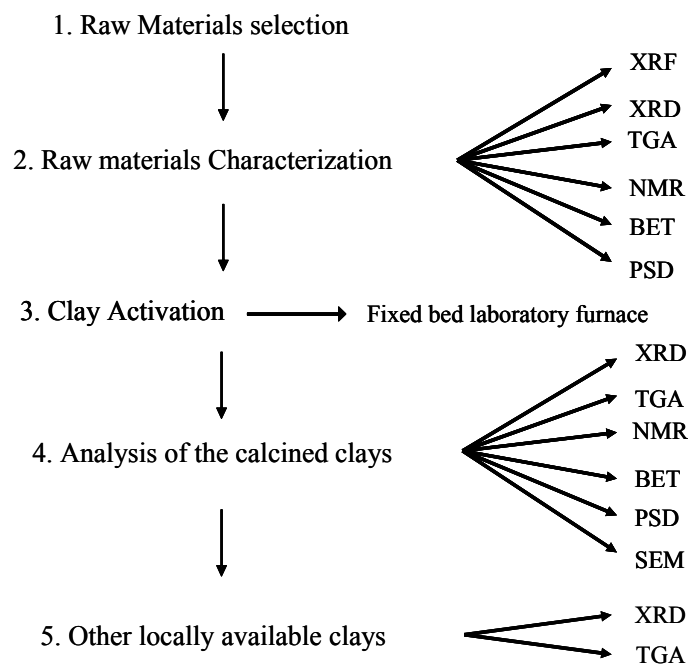 1. Raw Materials selection
2. Raw materials Characterization
XRF
XRD
TGA
NMR
BET
PSD
3. Clay Activation
Fixed bed laboratory furnace
4. Analysis of the calcined clays
XRD
TGA
NMR
BET
PSD
SEM
5. Other locally available clays
XRD
TGA